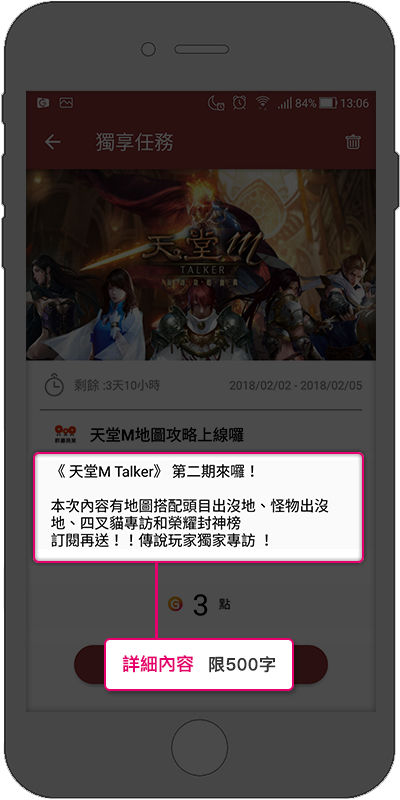 84% 13:06
獨享任務
天堂M
TALKER
剩餘 :3天10小時
2018/02/02 - 2018/02/05
天堂M地圖攻略上線囉
《 天堂M Talker》 第二期來囉！
本次內容有地圖搭配頭目出沒地、怪物出沒
地、四叉貓專訪和榮耀封神榜
訂閱再送！！傳說玩家獨家專訪 ！
3 點
詳細內容 限500字